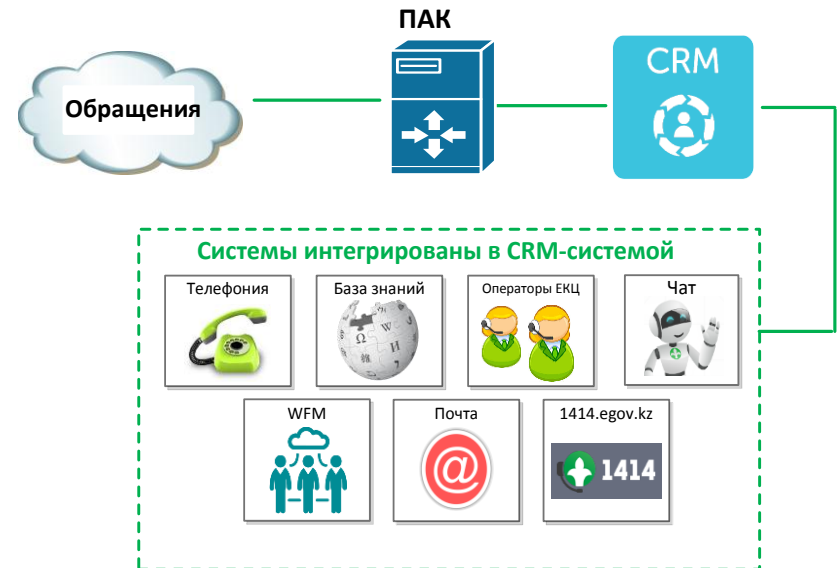 ПАК
CRM
Обращения
Системы интегрированы в CRM-системой
Телефония
База знаний
Операторы ЕКЦ
Чат
WFM
Почта
1414.egov.kz
@
1414